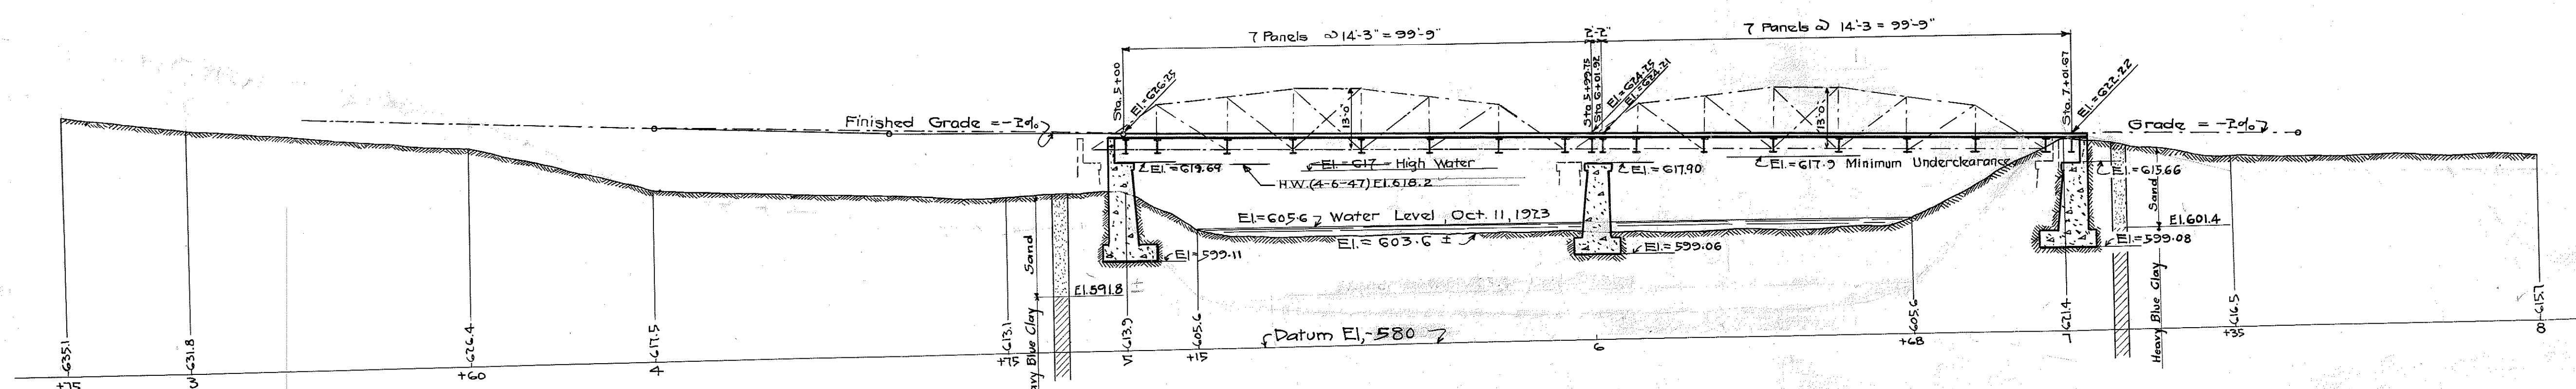 7 Panels @ 14'-3" = 99'-9"
2'-2"
7 Panels @ 14'-3 = 99'-9"
Sta. 5+00
El.=626.25
Sta 5+99.75
Sta 6+01.92
El=624.25
El.=624.21
Sta. 7+01.67
El.=622.22
Finished Grade =-2%
13'-0"
13'-0"
Grade = -2%
El.=619.69
El.=617 - High Water
H.W.(4-6-47) El.618.2
El.=617.90
El.=617.9 Minimum Underclearance
El.=615.66
El.=605.6 Water Level, Oct. 11, 1923
El.= 603.6 ±
El=599.11
El.=599.06
El.601.4
El=599.08
Sand
Sand
El.591.8 ±
Heavy Blue Clay
Datum El,-580
635.1
631.8
626.4
617.5
613.1
613.9
605.6
605.6
621.4
616.5
615.7
+75
3
+60
4
+75
5
+15
6
+68
7
+35
8